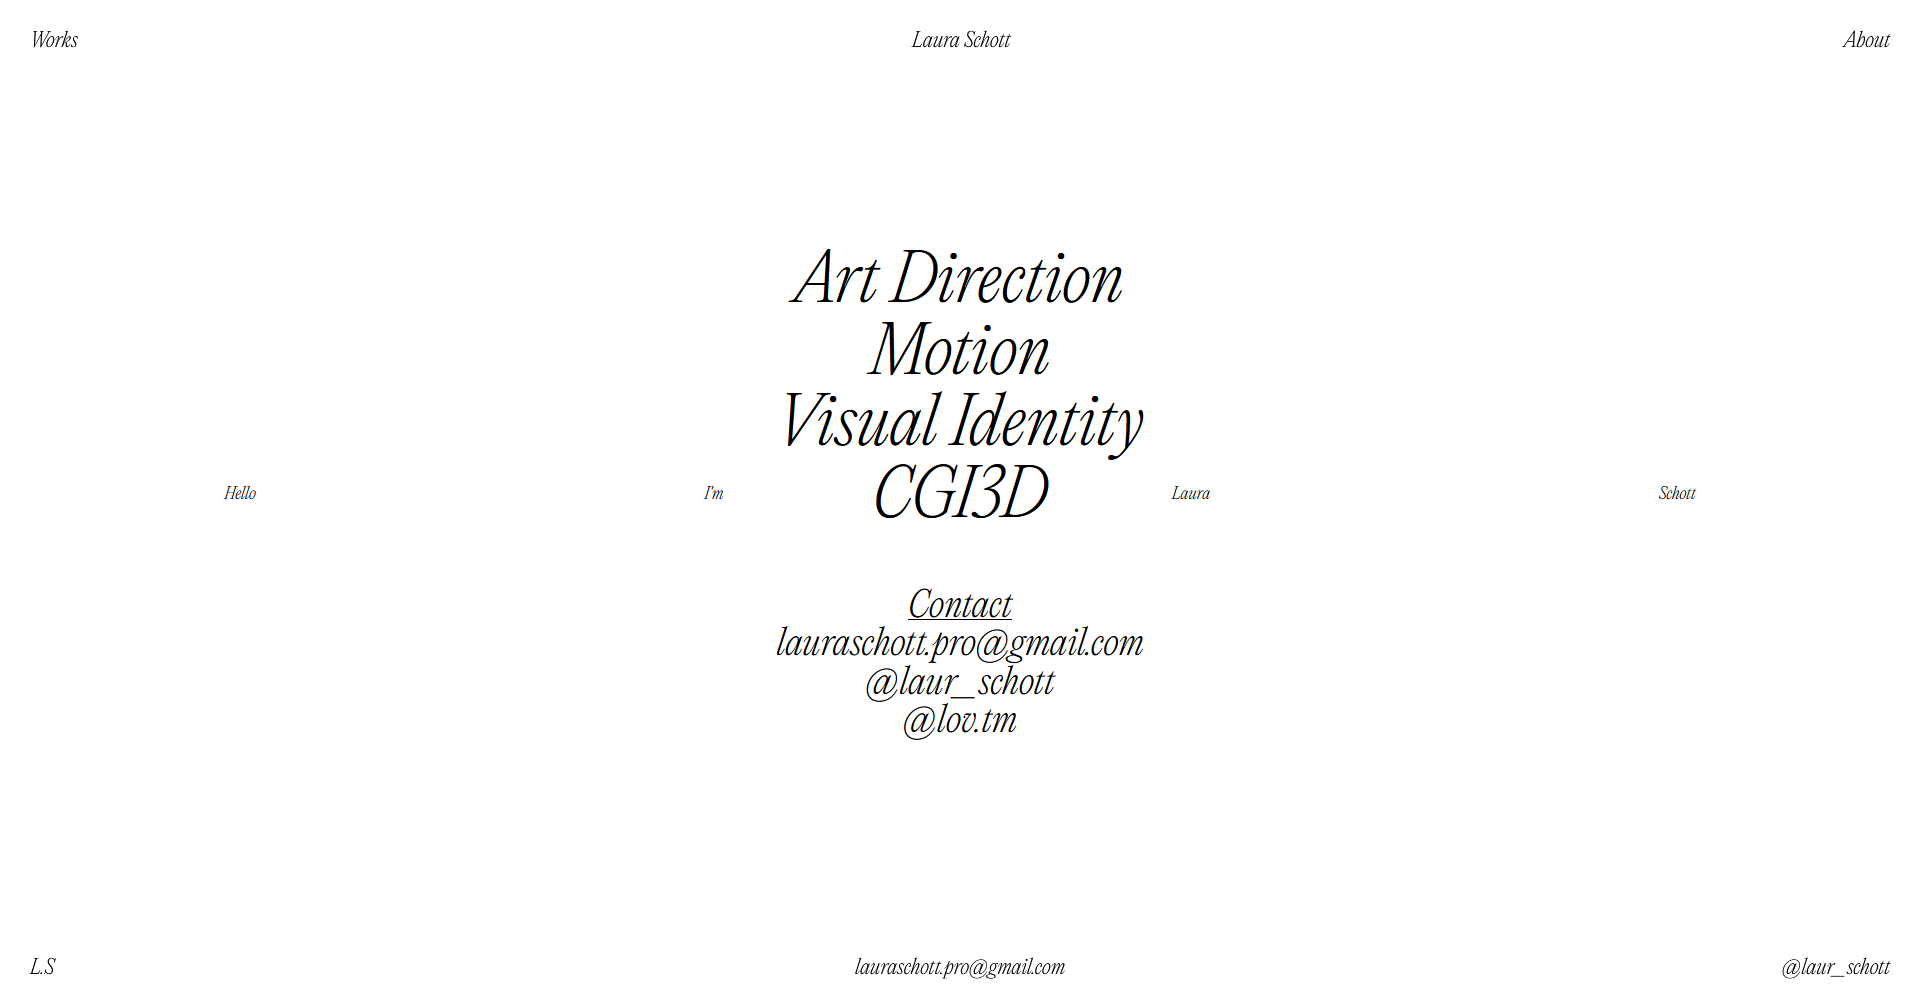 Works
Laura Schott
About
Art Direction
Motion
Visual Identity
CGI3D
Hello
I'm
Laura
Schott
Contact
lauraschott.pro@gmail.com
@laur_schott
@lov.tm
L.S
lauraschott.pro@gmail.com
@laur_schott